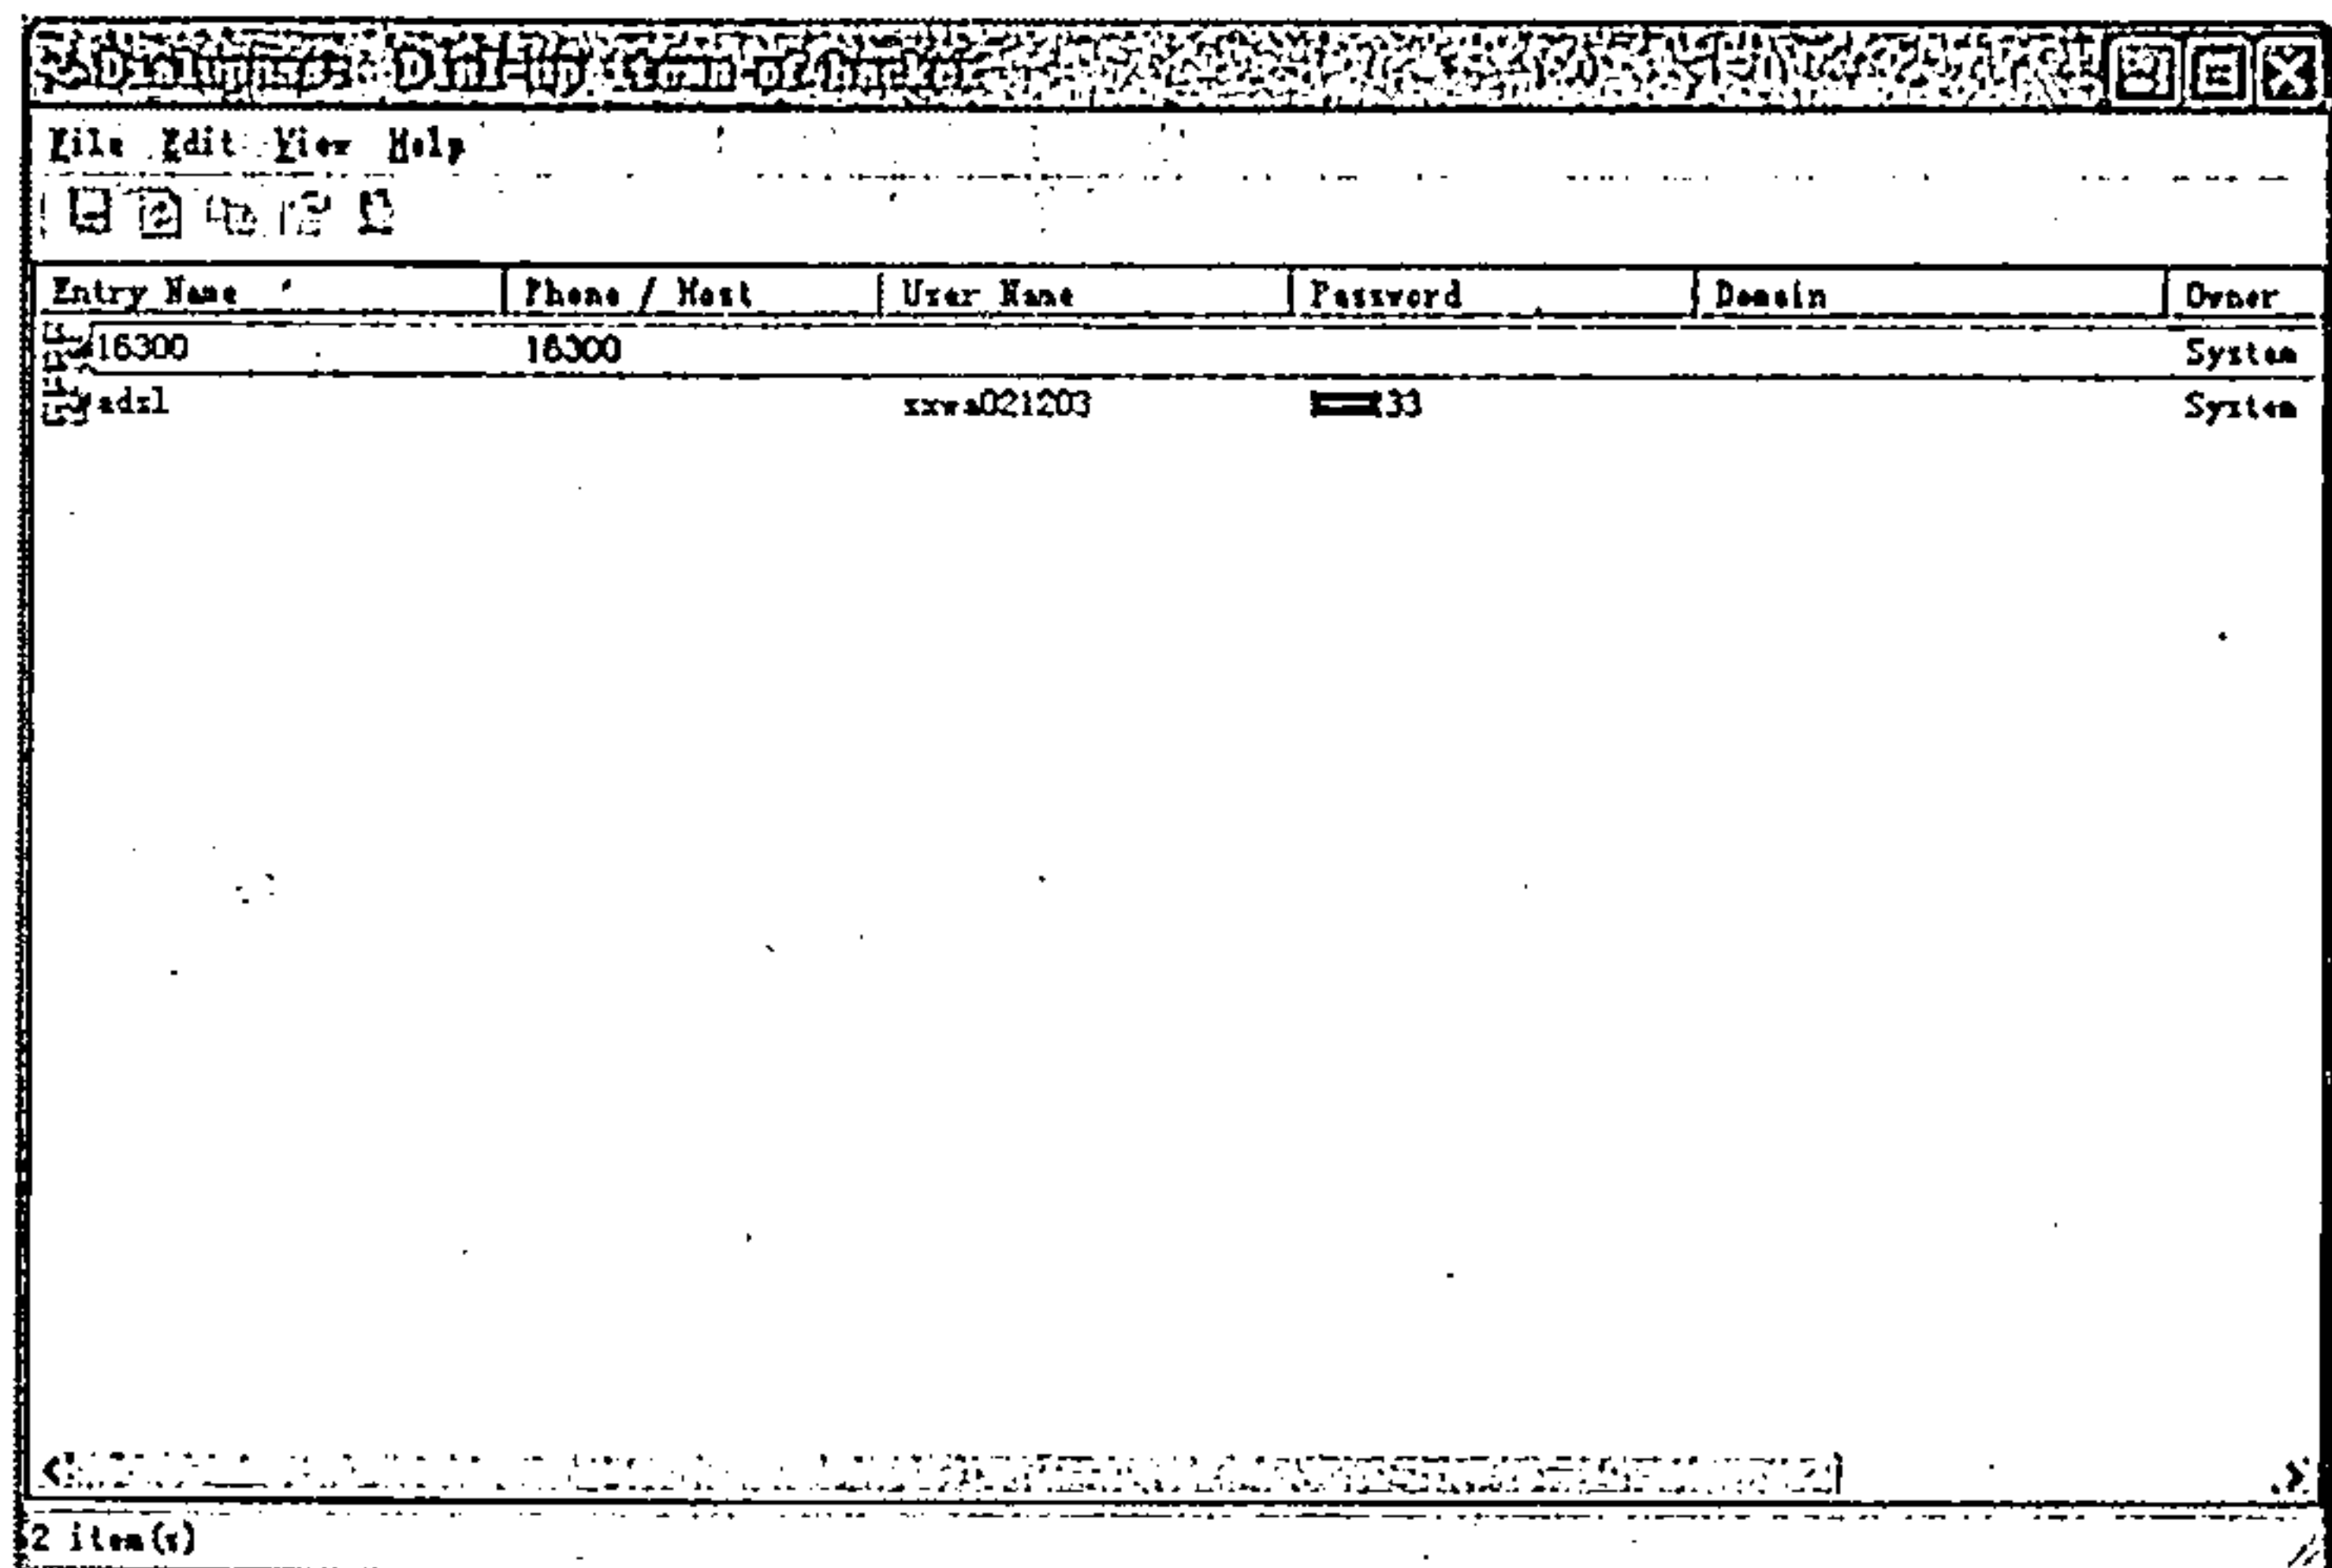 Dialupass: Dial-up item of hacker
File Edit View Help
Entry Name Phone / Host User Name Password Domain Owner
16300 16300 System
adsl xxwa021203 33 System
2 item(s)